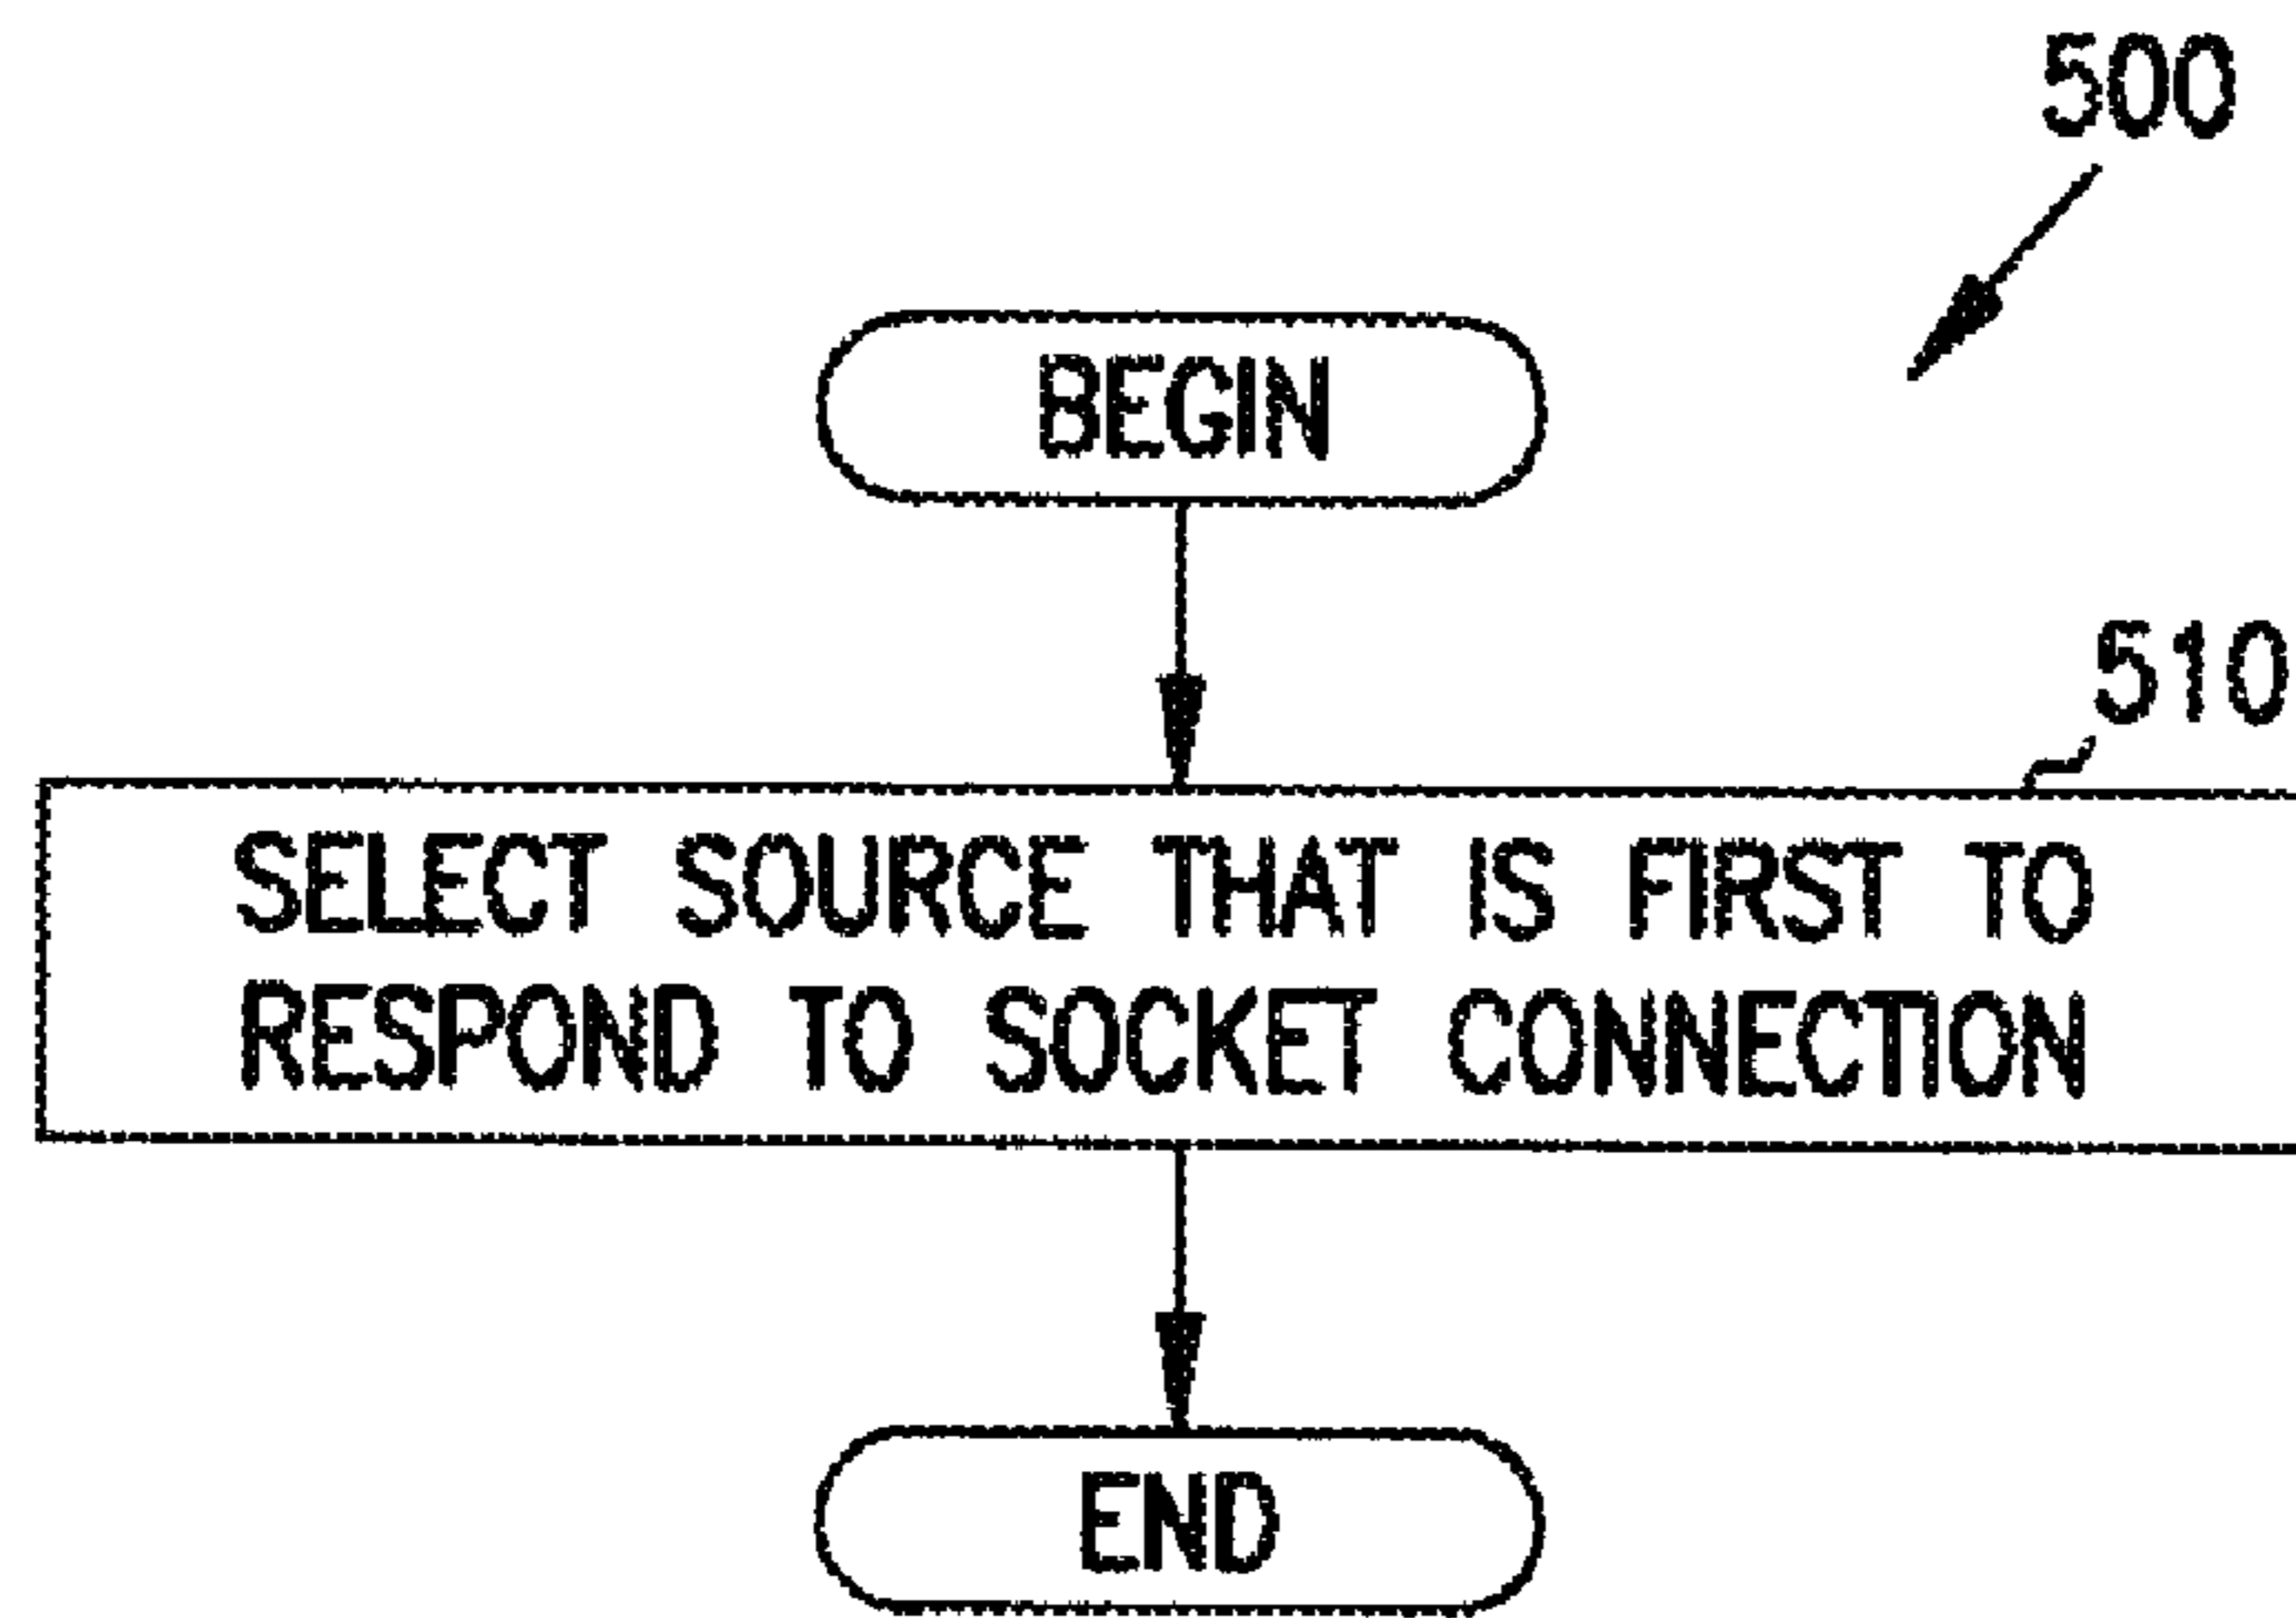 500
BEGIN
510
SELECT SOURCE THAT IS FIRST TO
RESPOND TO SOCKET CONNECTION
END